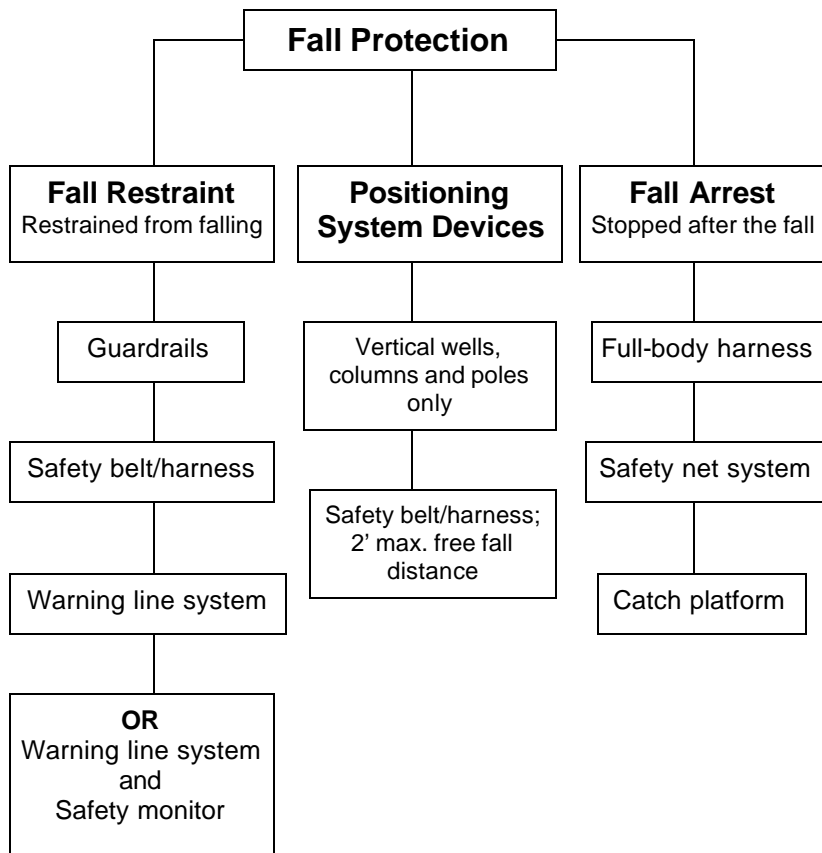 Fall Protection
Fall Restraint
Restrained from falling
Guardrails
Safety belt/harness
Warning line system
OR
Warning line system
and
Safety monitor
Positioning
System Devices
Vertical wells,
columns and poles
only
Safety belt/harness;
2' max. free fall
distance
Fall Arrest
Stopped after the fall
Full-body harness
Safety net system
Catch platform